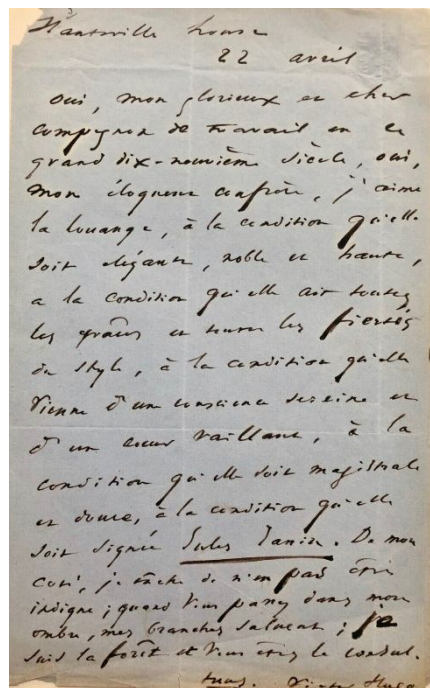 Hauteville house
22 avril
oui, mon glorieux et cher
compagnon de travail en ce
grand dix-neuvième siècle, oui,
mon éloquent confrère, j'aime
la louange, à la condition qu'elle
soit élégante, noble et haute,
a la condition qu'elle ait toutes
les grâces et toutes les fiertés
du style, à la condition qu'elle
vienne d'une conscience sereine et
d'un coeur vaillant, à la
condition qu'elle soit magistrale
et douce, à la condition qu'elle
soit signée Jules Janin. De mon
coté, je tâche de n'en pas être
indigne ; quand vous passez dans mon
ombre, mes branches saluent ; je
suis la forêt et vous êtes le consul.
tuus. Victor Hugo